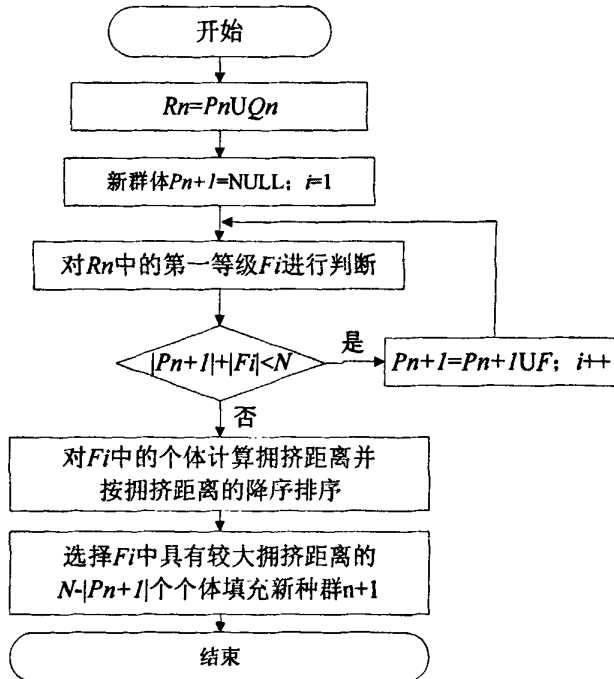 开始
Rn=PnUQn
新群体Pn+1=NULL；i=1
对Rn中的第一等级Fi进行判断
|Pn+1|+|Fi|<N
是
Pn+1=Pn+1UF；i++
否
对Fi中的个体计算拥挤距离并
按拥挤距离的降序排序
选择Fi中具有较大拥挤距离的
N-|Pn+1|个个体填充新种群n+1
结束